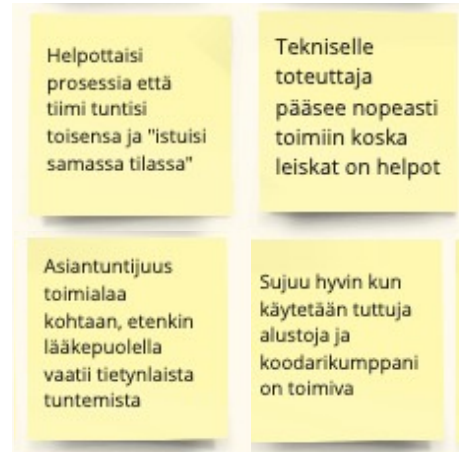 Helpottaisi
prosessia että
tiimi tuntisi
toisensa ja "istuisi
samassa tilassa"
Tekniselle
toteuttaja
pääsee nopeasti
toimiin koska
leiskat on helpot
Asiantuntijuus
toimialaa
kohtaan, etenkin
lääkepuolella
vaatii tietynlaista
tuntemista
Sujuu hyvin kun
käytetään tuttuja
alustoja ja
koodarikumppani
on toimiva